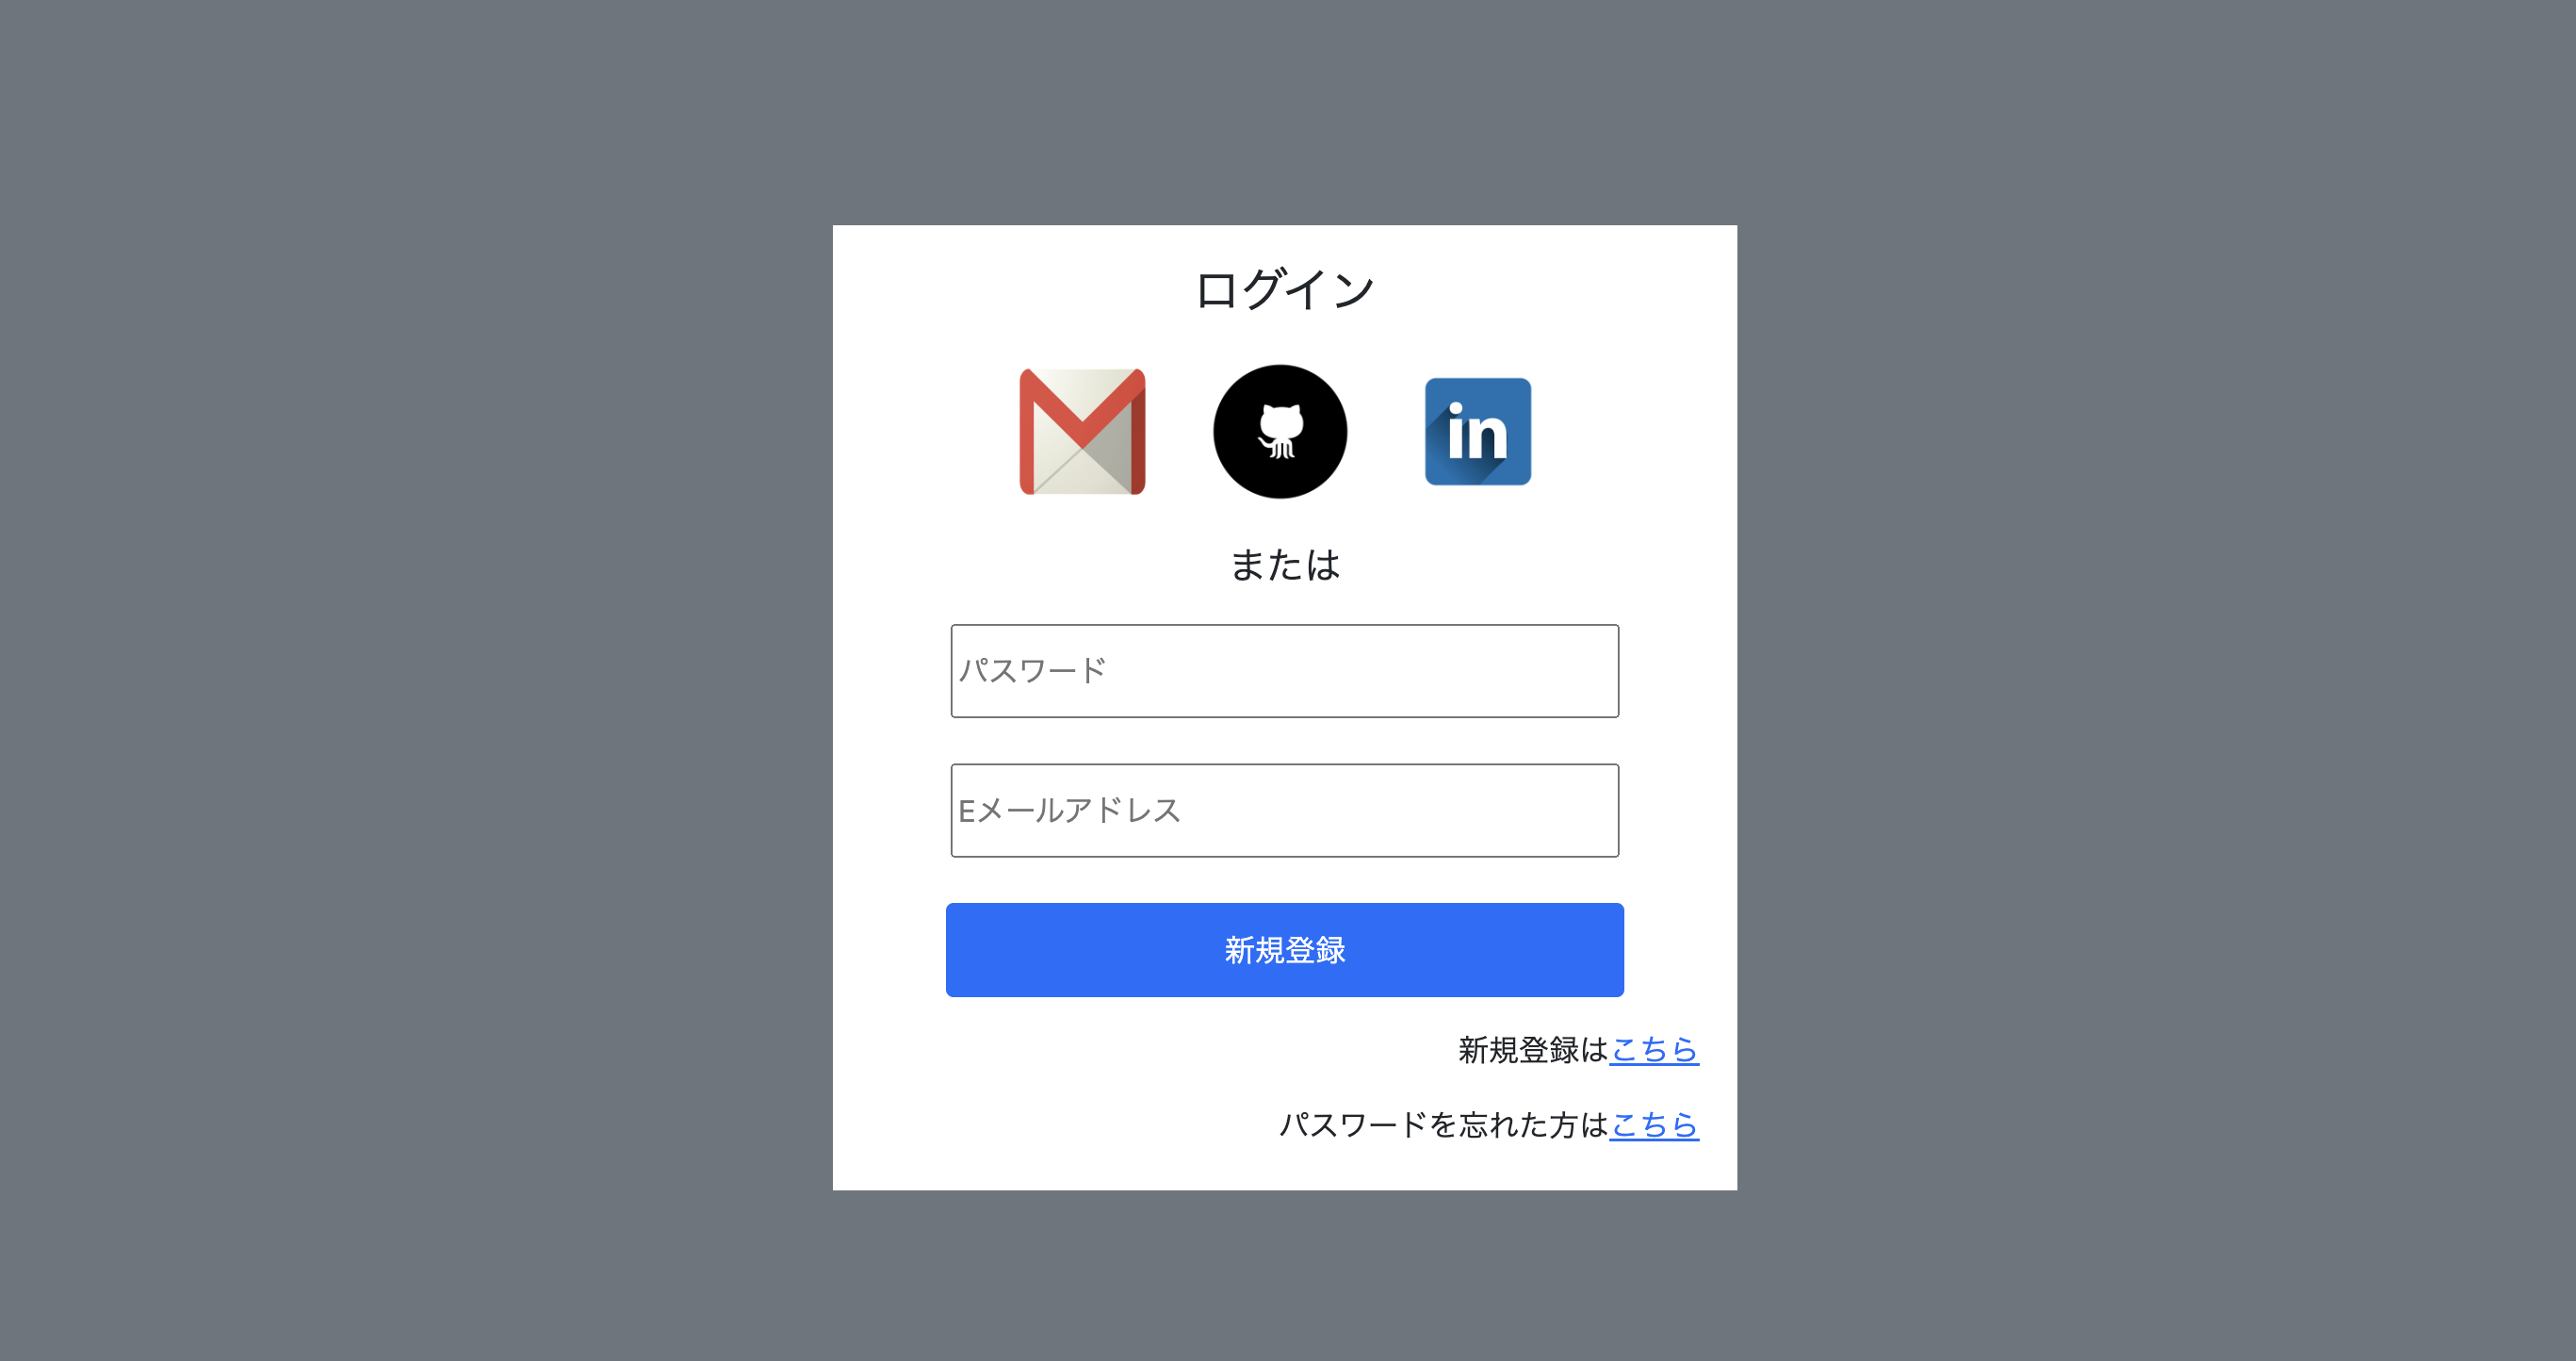 ログイン
in
または
パスワード
Eメールアドレス
新規登録
新規登録はこちら
パスワードを忘れた方はこちら